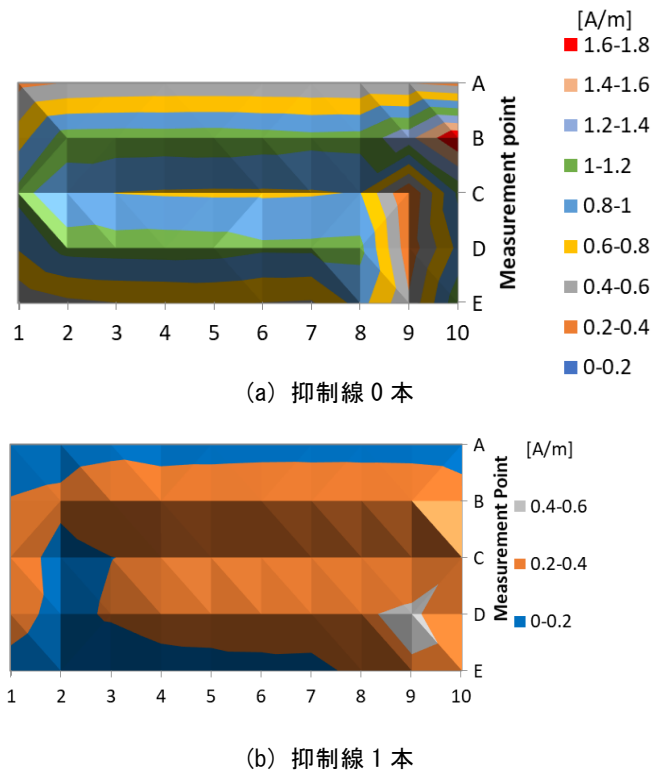 [A/m]
1.6-1.8
1.4-1.6
1.2-1.4
1-1.2
0.8-1
0.6-0.8
0.4-0.6
0.2-0.4
0-0.2
A
B
C
D
E
Measurement point
1 2 3 4 5 6 7 8 9 10
(a) 抑制線 0 本
[A/m]
0.4-0.6
0.2-0.4
0-0.2
A
B
C
D
E
Measurement Point
1 2 3 4 5 6 7 8 9 10
(b) 抑制線 1 本